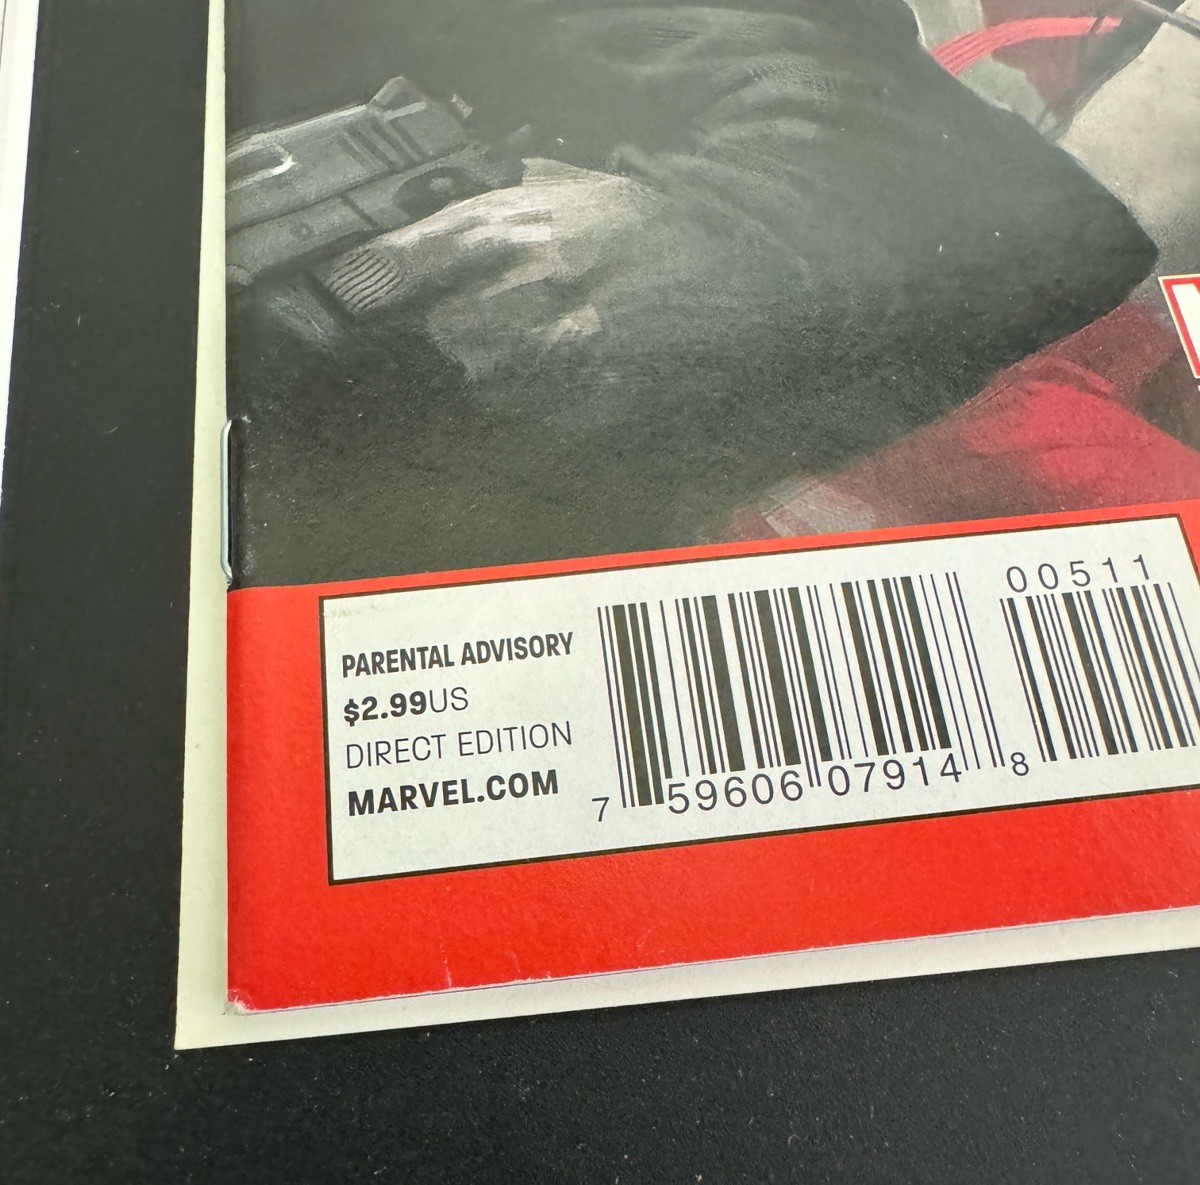 PARENTAL ADVISORY
$2.99US
DIRECT EDITION
MARVEL.COM
00511
7 59606 07914 8